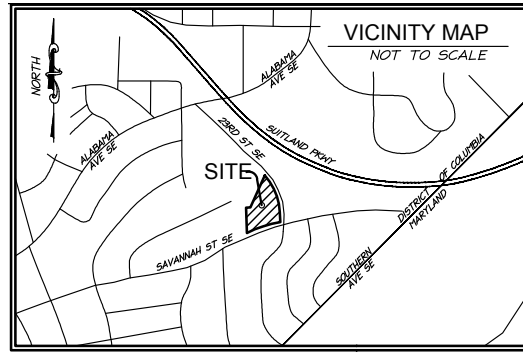 VICINITY MAP
NOT TO SCALE
NORTH
ALABAMA
AVE SE
ALABAMA
AVE SE
23RD ST SE
SUITLAND PKWY
SITE
DISTRICT OF COLUMBIA
MARYLAND
SAVANNAH ST SE
SOUTHERN
AVE SE